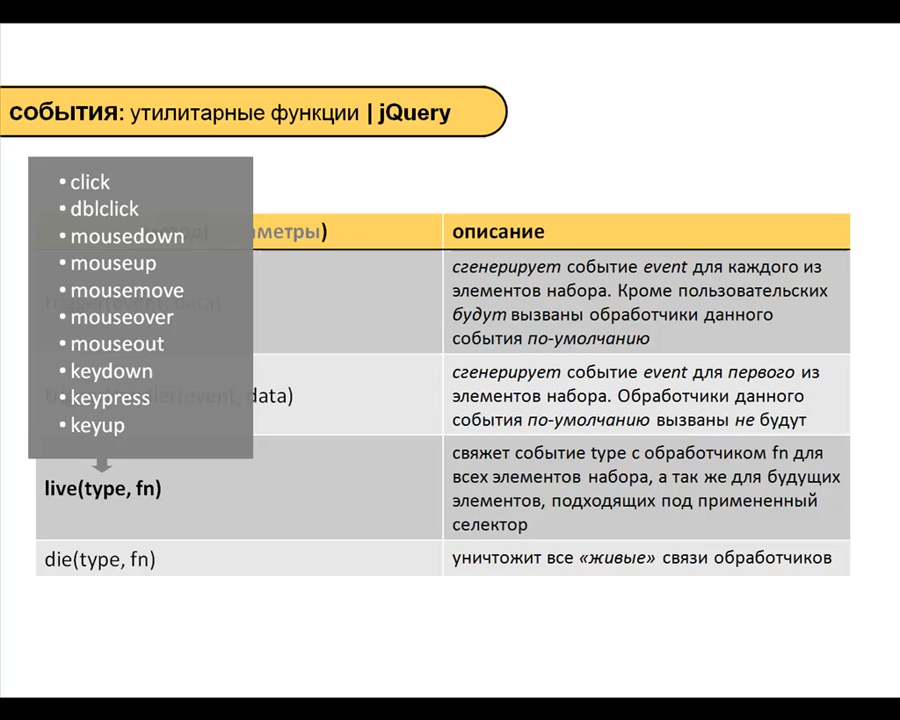 события: утилитарные функции | jQuery
• click
• dblclick
• mousedown
• mouseup
• mousemove
• mouseover
• mouseout
• keydown
• keypress
• keyup
метры)
описание
сгенерирует событие event для каждого из
элементов набора. Кроме пользовательских
будут вызваны обработчики данного
события по-умолчанию
(event, data)
сгенерирует событие event для первого из
элементов набора. Обработчики данного
события по-умолчанию вызваны не будут
live(type, fn)
свяжет событие type с обработчиком fn для
всех элементов набора, а так же для будущих
элементов, подходящих под примененный
селектор
die(type, fn)
уничтожит все «живые» связи обработчиков